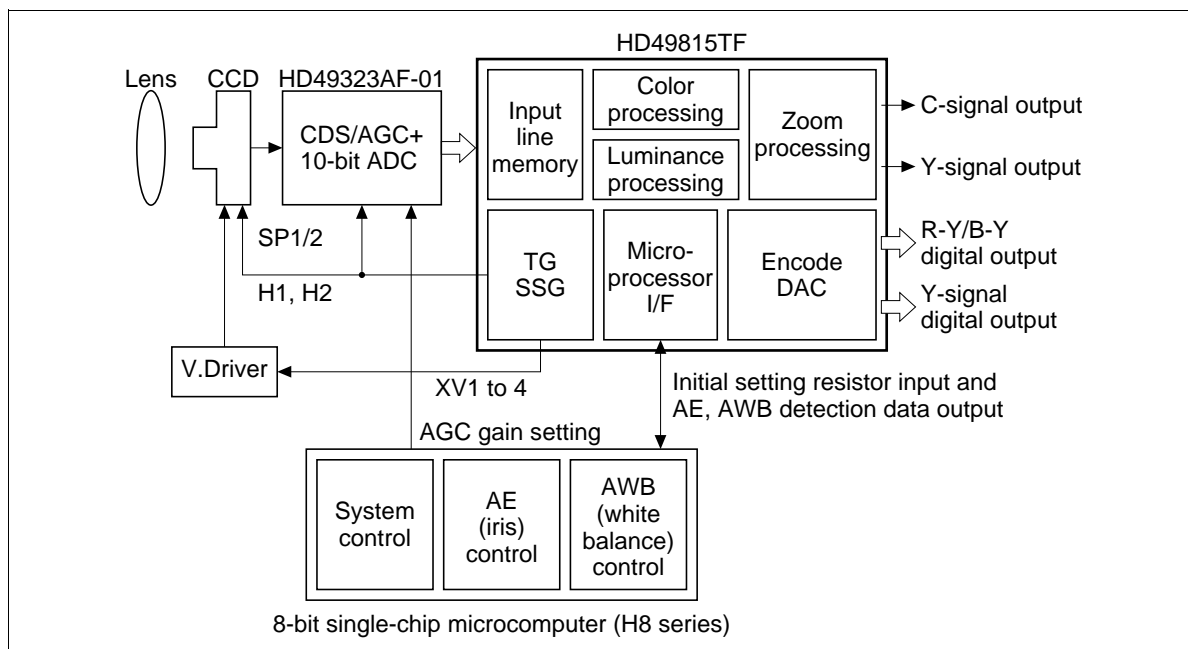 HD49815TF
Lens
CCD
HD49323AF-01
CDS/AGC+
10-bit ADC
Input
line
memory
Color
processing
Luminance
processing
Zoom
processing
C-signal output
Y-signal output
SP1/2
H1, H2
TG
SSG
Micro-
processor
I/F
Encode
DAC
R-Y/B-Y
digital output
Y-signal
digital output
V.Driver
XV1 to 4
Initial setting resistor input and
AE, AWB detection data output
AGC gain setting
System
control
AE
(iris)
control
AWB
(white
balance)
control
8-bit single-chip microcomputer (H8 series)